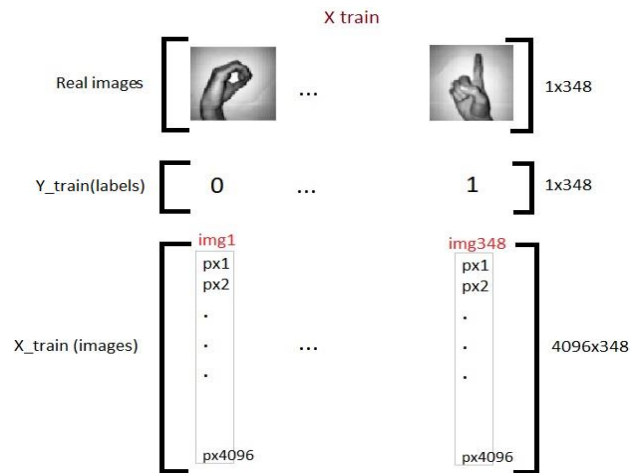 X train
Real images ... 1x348
Y_train(labels) 0 ... 1 1x348
img1 img348
px1 px1
px2 px2
. .
X_train (images) . ... . 4096x348
. .
px4096 px4096